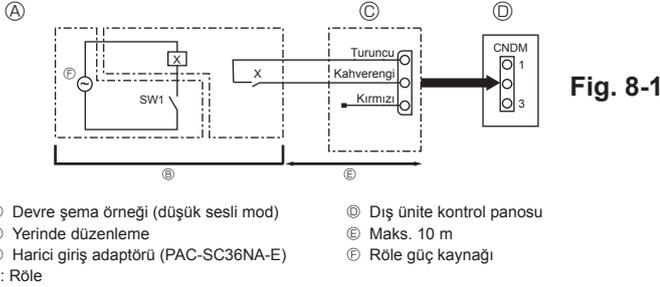 Ⓐ Ⓒ Ⓓ
Turuncu
Kahverengi
Kırmızı
CNDM
1
3
X
X
SW1
Ⓕ
Fig. 8-1
Ⓑ Ⓔ
Devre şema örneği (düşük sesli mod)
Yerinde düzenleme
Harici giriş adaptörü (PAC-SC36NA-E)
: Röle
Ⓓ Dış ünite kontrol panosu
Ⓔ Maks. 10 m
Ⓕ Röle güç kaynağı